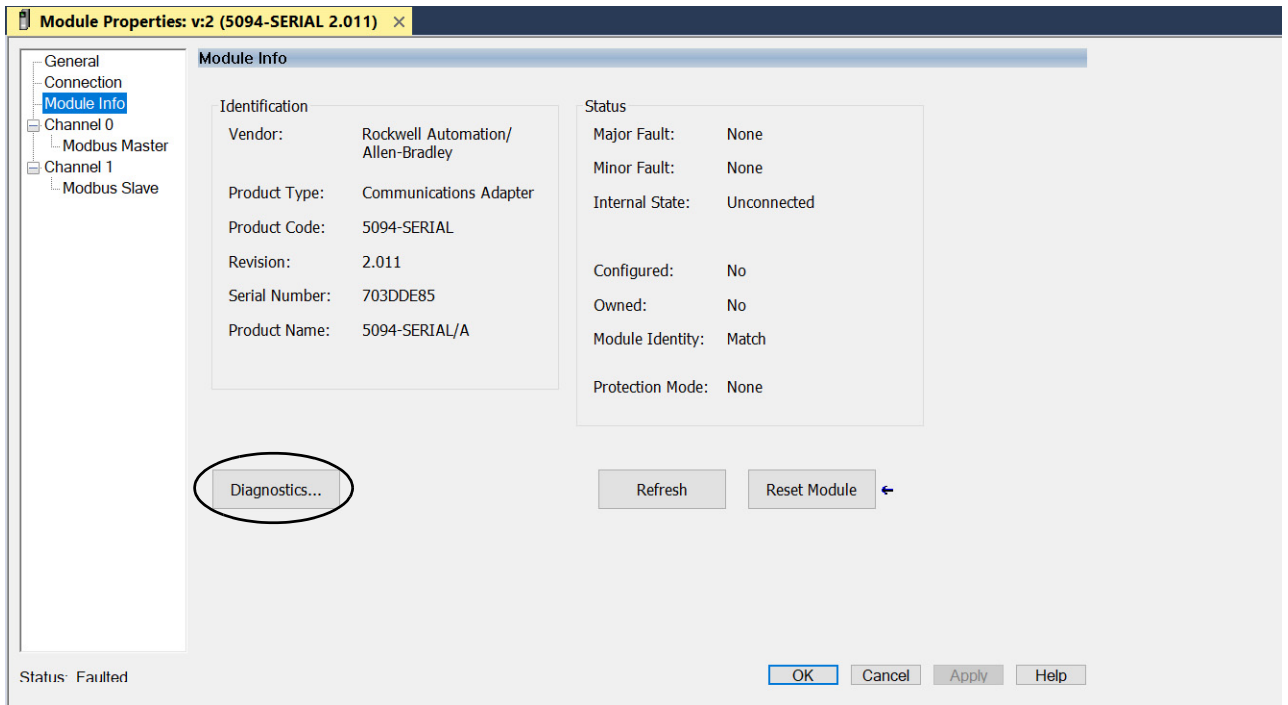 Module Properties: v:2 (5094-SERIAL 2.011) ×
General
Connection
Module Info
Channel 0
Modbus Master
Channel 1
Modbus Slave
Module Info
Identification
Vendor: Rockwell Automation/
Allen-Bradley
Product Type: Communications Adapter
Product Code: 5094-SERIAL
Revision: 2.011
Serial Number: 703DDE85
Product Name: 5094-SERIAL/A
Status
Major Fault: None
Minor Fault: None
Internal State: Unconnected
Configured: No
Owned: No
Module Identity: Match
Protection Mode: None
Diagnostics...
Refresh
Reset Module ←
Status: Faulted
OK
Cancel
Apply
Help